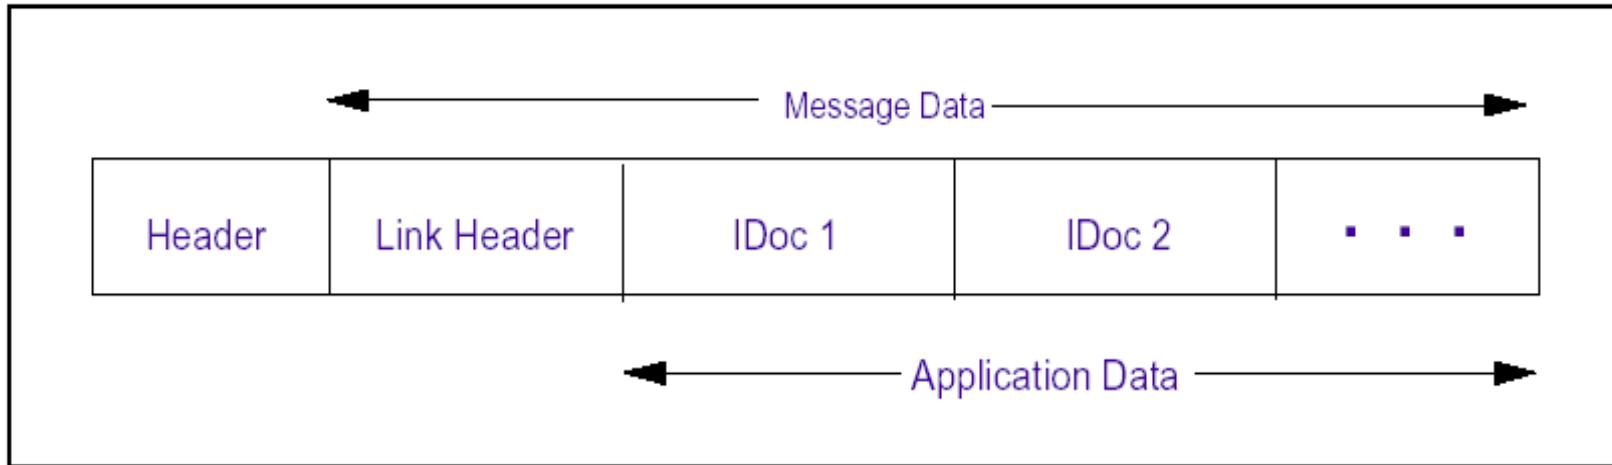 Message Data
Header Link Header IDoc 1 IDoc 2 . . .
Application Data